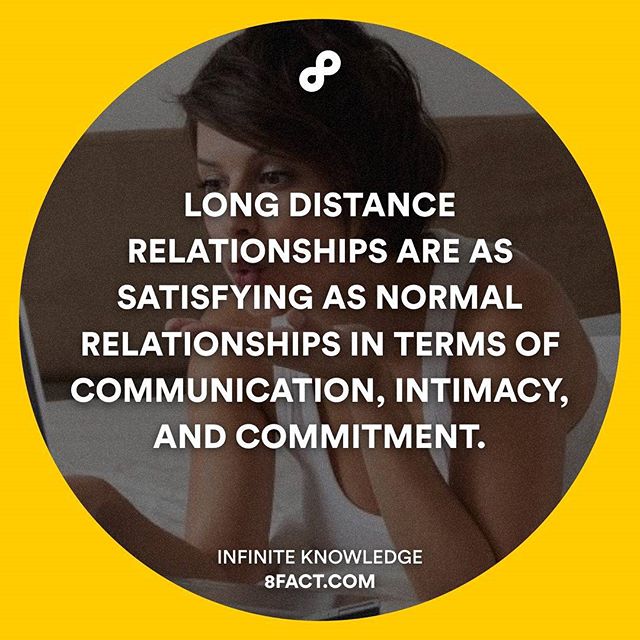 LONG DISTANCE
RELATIONSHIPS ARE AS
SATISFYING AS NORMAL
RELATIONSHIPS IN TERMS OF
COMMUNICATION, INTIMACY,
AND COMMITMENT.
INFINITE KNOWLEDGE
8FACT.COM